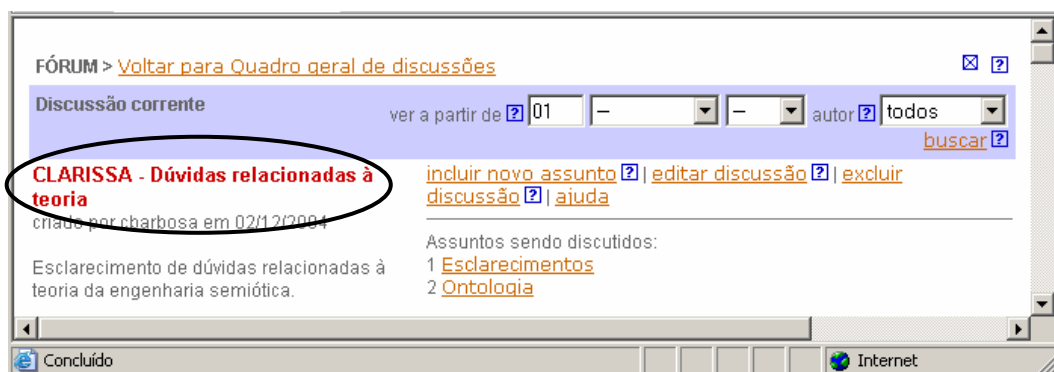 FÓRUM > Voltar para Quadro geral de discussões ?
Discussão corrente
ver a partir de ? 01 – – autor ? todos
buscar ?
CLARISSA - Dúvidas relacionadas à
teoria
criado por cbarbosa em 02/12/2004
incluir novo assunto ? | editar discussão ? | excluir
discussão ? | ajuda
Esclarecimento de dúvidas relacionadas à
teoria da engenharia semiótica.
Assuntos sendo discutidos:
1 Esclarecimentos
2 Ontologia
Concluído
Internet